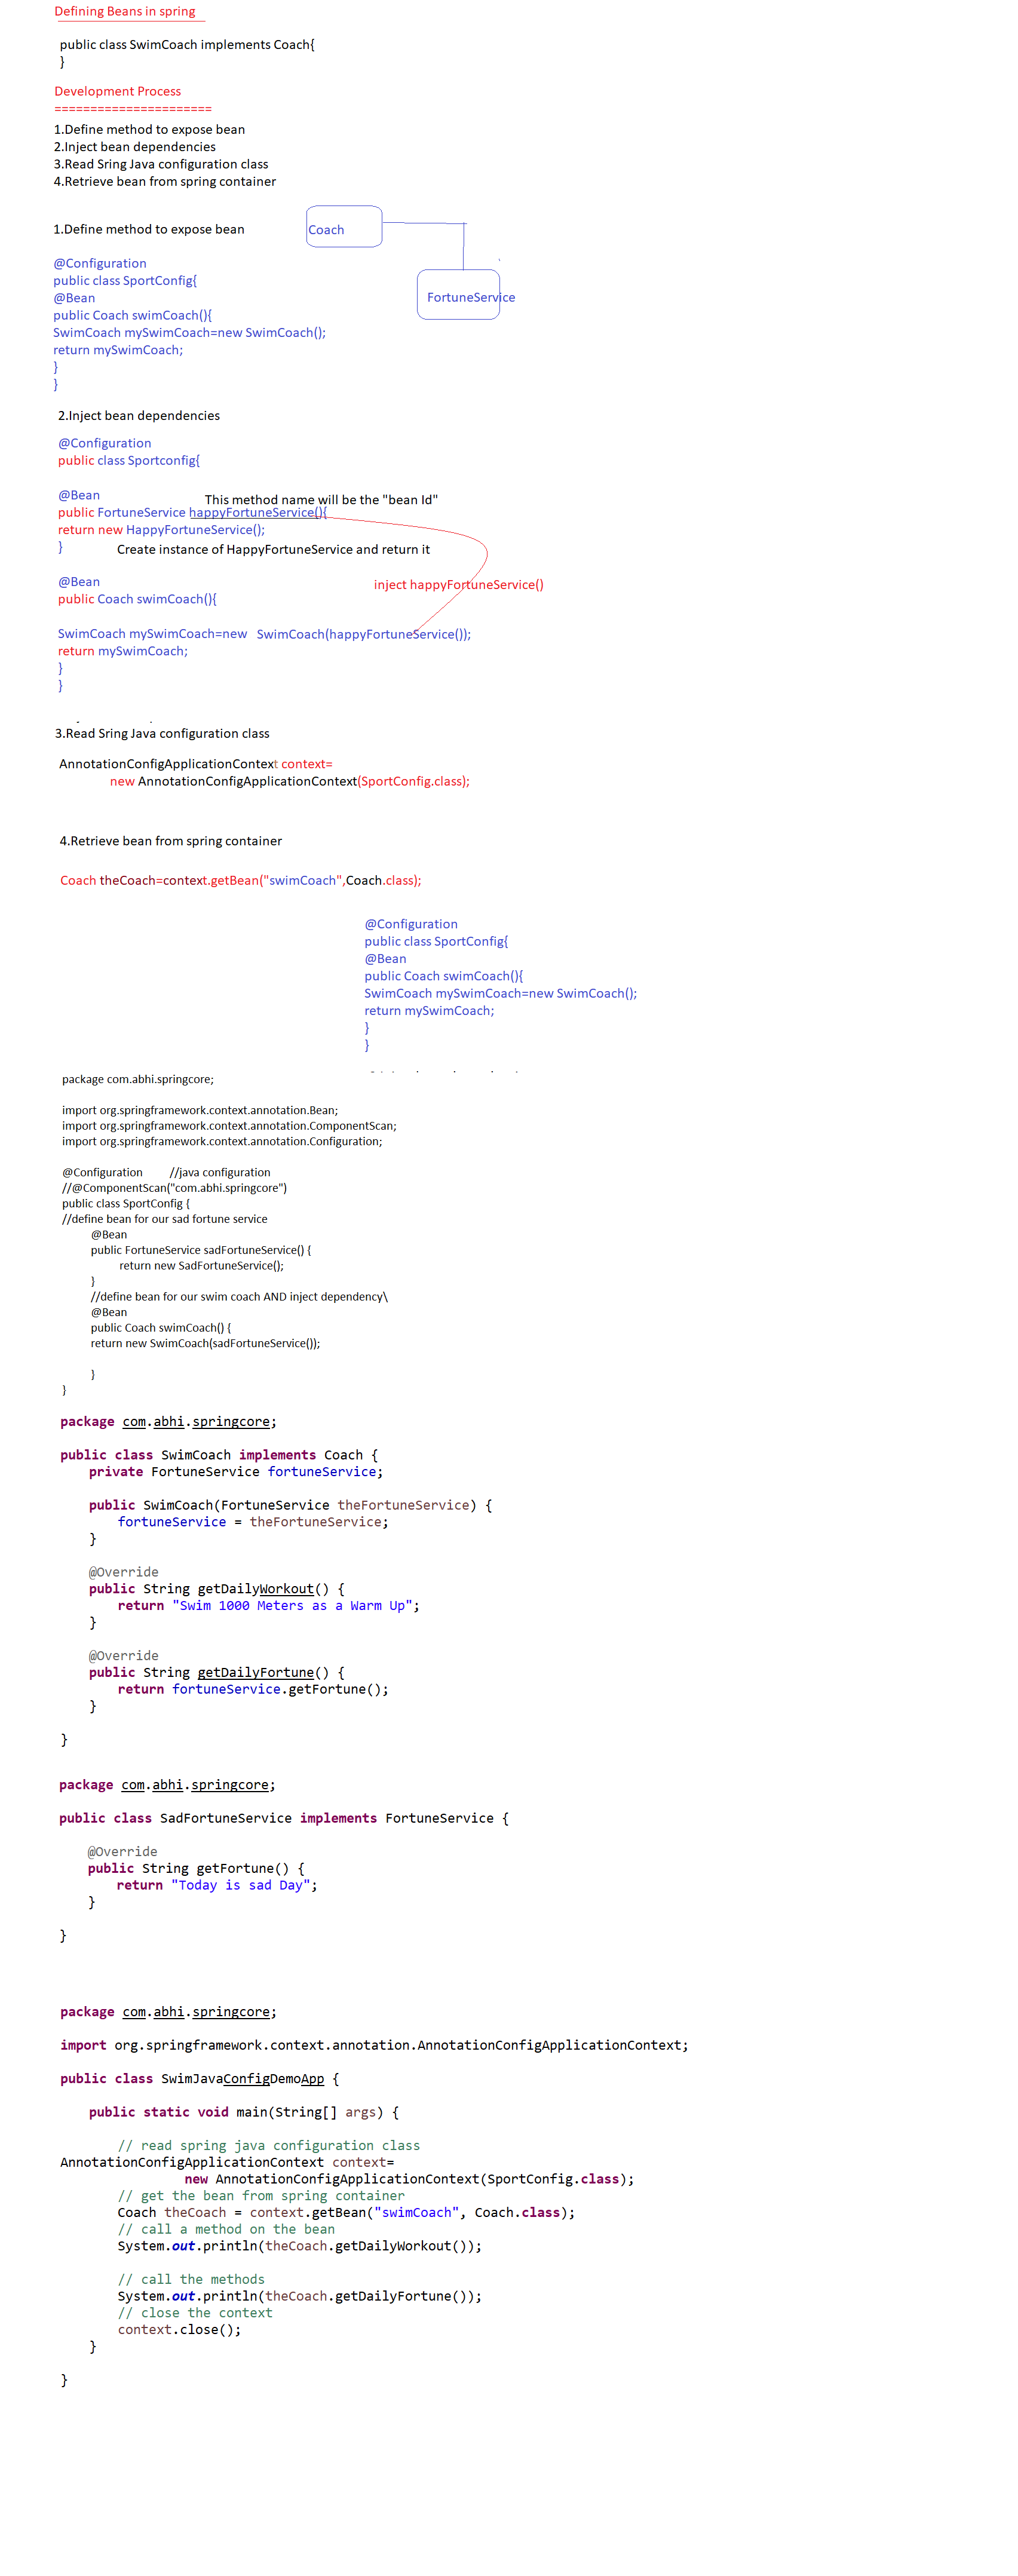 Defining Beans in spring
public class SwimCoach implements Coach{
}
Development Process
======================
1.Define method to expose bean
2.Inject bean dependencies
3.Read Sring Java configuration class
4.Retrieve bean from spring container
1.Define method to expose bean
Coach
FortuneService
@Configuration
public class SportConfig{
@Bean
public Coach swimCoach(){
SwimCoach mySwimCoach=new SwimCoach();
return mySwimCoach;
}
}
2.Inject bean dependencies
@Configuration
public class Sportconfig{
@Bean
This method name will be the "bean Id"
public FortuneService happyFortuneService(){
return new HappyFortuneService();
}
Create instance of HappyFortuneService and return it
@Bean
inject happyFortuneService()
public Coach swimCoach(){
SwimCoach mySwimCoach=new SwimCoach(happyFortuneService());
return mySwimCoach;
}
}
3.Read Sring Java configuration class
AnnotationConfigApplicationContext context=
new AnnotationConfigApplicationContext(SportConfig.class);
4.Retrieve bean from spring container
Coach theCoach=context.getBean("swimCoach",Coach.class);
@Configuration
public class SportConfig{
@Bean
public Coach swimCoach(){
SwimCoach mySwimCoach=new SwimCoach();
return mySwimCoach;
}
}
package com.abhi.springcore;
import org.springframework.context.annotation.Bean;
import org.springframework.context.annotation.ComponentScan;
import org.springframework.context.annotation.Configuration;
@Configuration //java configuration
//@ComponentScan("com.abhi.springcore")
public class SportConfig {
//define bean for our sad fortune service
@Bean
public FortuneService sadFortuneService() {
return new SadFortuneService();
}
//define bean for our swim coach AND inject dependency\
@Bean
public Coach swimCoach() {
return new SwimCoach(sadFortuneService());
}
}
package com.abhi.springcore;
public class SwimCoach implements Coach {
private FortuneService fortuneService;
public SwimCoach(FortuneService theFortuneService) {
fortuneService = theFortuneService;
}
@Override
public String getDailyWorkout() {
return "Swim 1000 Meters as a Warm Up";
}
@Override
public String getDailyFortune() {
return fortuneService.getFortune();
}
}
package com.abhi.springcore;
public class SadFortuneService implements FortuneService {
@Override
public String getFortune() {
return "Today is sad Day";
}
}
package com.abhi.springcore;
import org.springframework.context.annotation.AnnotationConfigApplicationContext;
public class SwimJavaConfigDemoApp {
public static void main(String[] args) {
// read spring java configuration class
AnnotationConfigApplicationContext context=
new AnnotationConfigApplicationContext(SportConfig.class);
// get the bean from spring container
Coach theCoach = context.getBean("swimCoach", Coach.class);
// call a method on the bean
System.out.println(theCoach.getDailyWorkout());
// call the methods
System.out.println(theCoach.getDailyFortune());
// close the context
context.close();
}
}